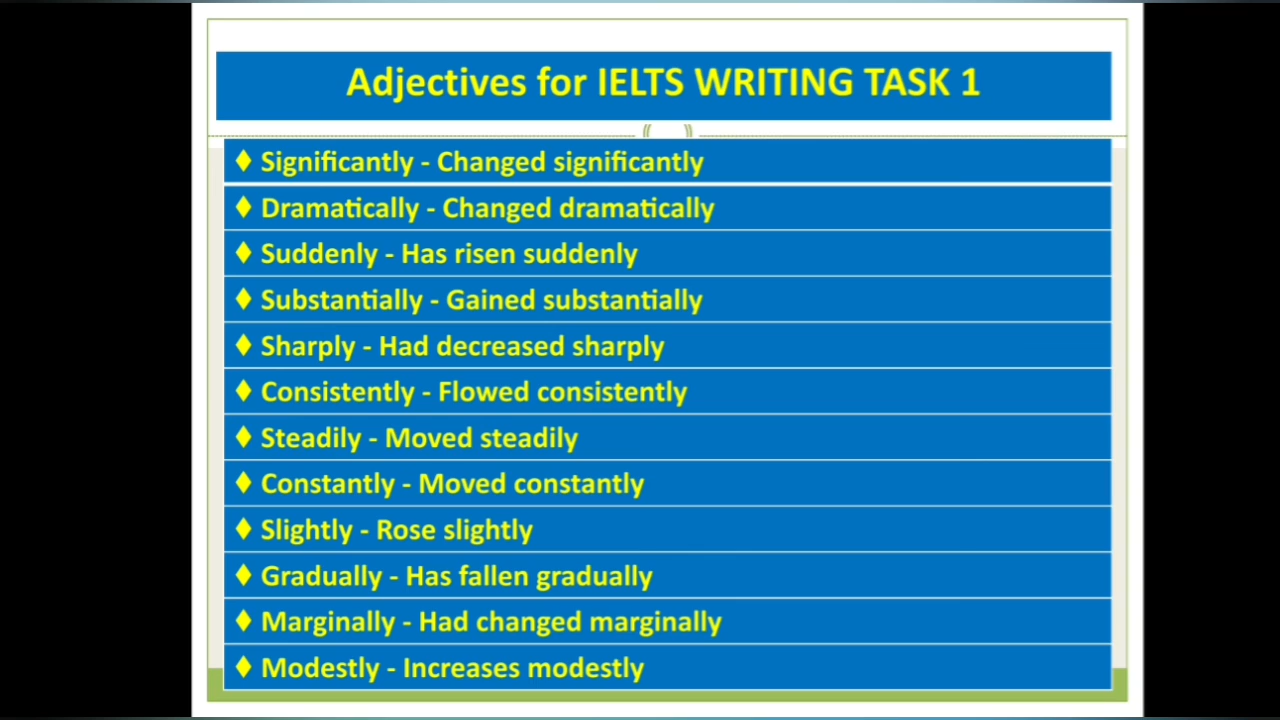 Adjectives for IELTS WRITING TASK 1
♦ Significantly - Changed significantly
♦ Dramatically - Changed dramatically
♦ Suddenly - Has risen suddenly
♦ Substantially - Gained substantially
♦ Sharply - Had decreased sharply
♦ Consistently - Flowed consistently
♦ Steadily - Moved steadily
♦ Constantly - Moved constantly
♦ Slightly - Rose slightly
♦ Gradually - Has fallen gradually
♦ Marginally - Had changed marginally
♦ Modestly - Increases modestly